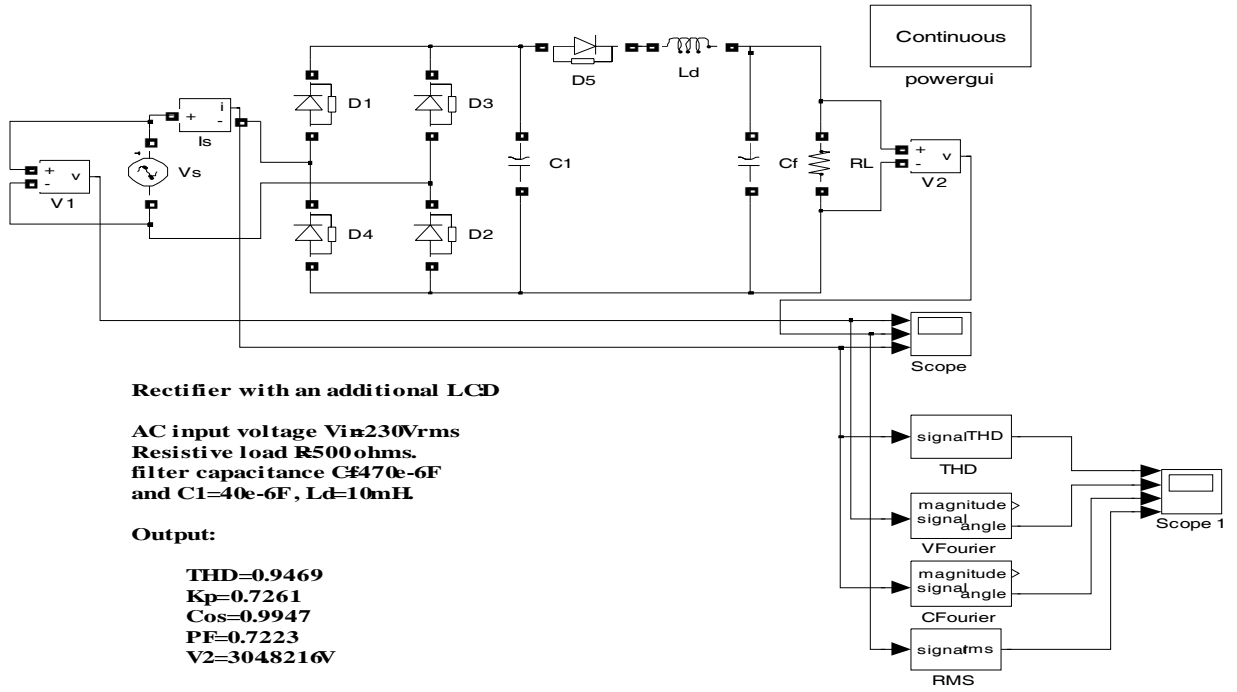 Continuous
powergui
D5
Ld
D1
D3
i
+
-
Is
C1
Cf
RL
+
-
v
V2
+
-
v
V1
Vs
D4
D2
Scope
Rectifier with an additional LCD:
AC input voltage Vin=230Vrms
Resistive load R=500ohms.
filter capacitance Cf=470e-6F
and C1=40e-6F, Ld=10mH.
Output:
THD=0.9469
Kp=0.7261
Cos=0.9947
PF=0.7223
V2=304.8216V
signal THD
THD
magnitude
signal
angle
VFourier
magnitude
signal
angle
CFourier
signal rms
RMS
Scope 1